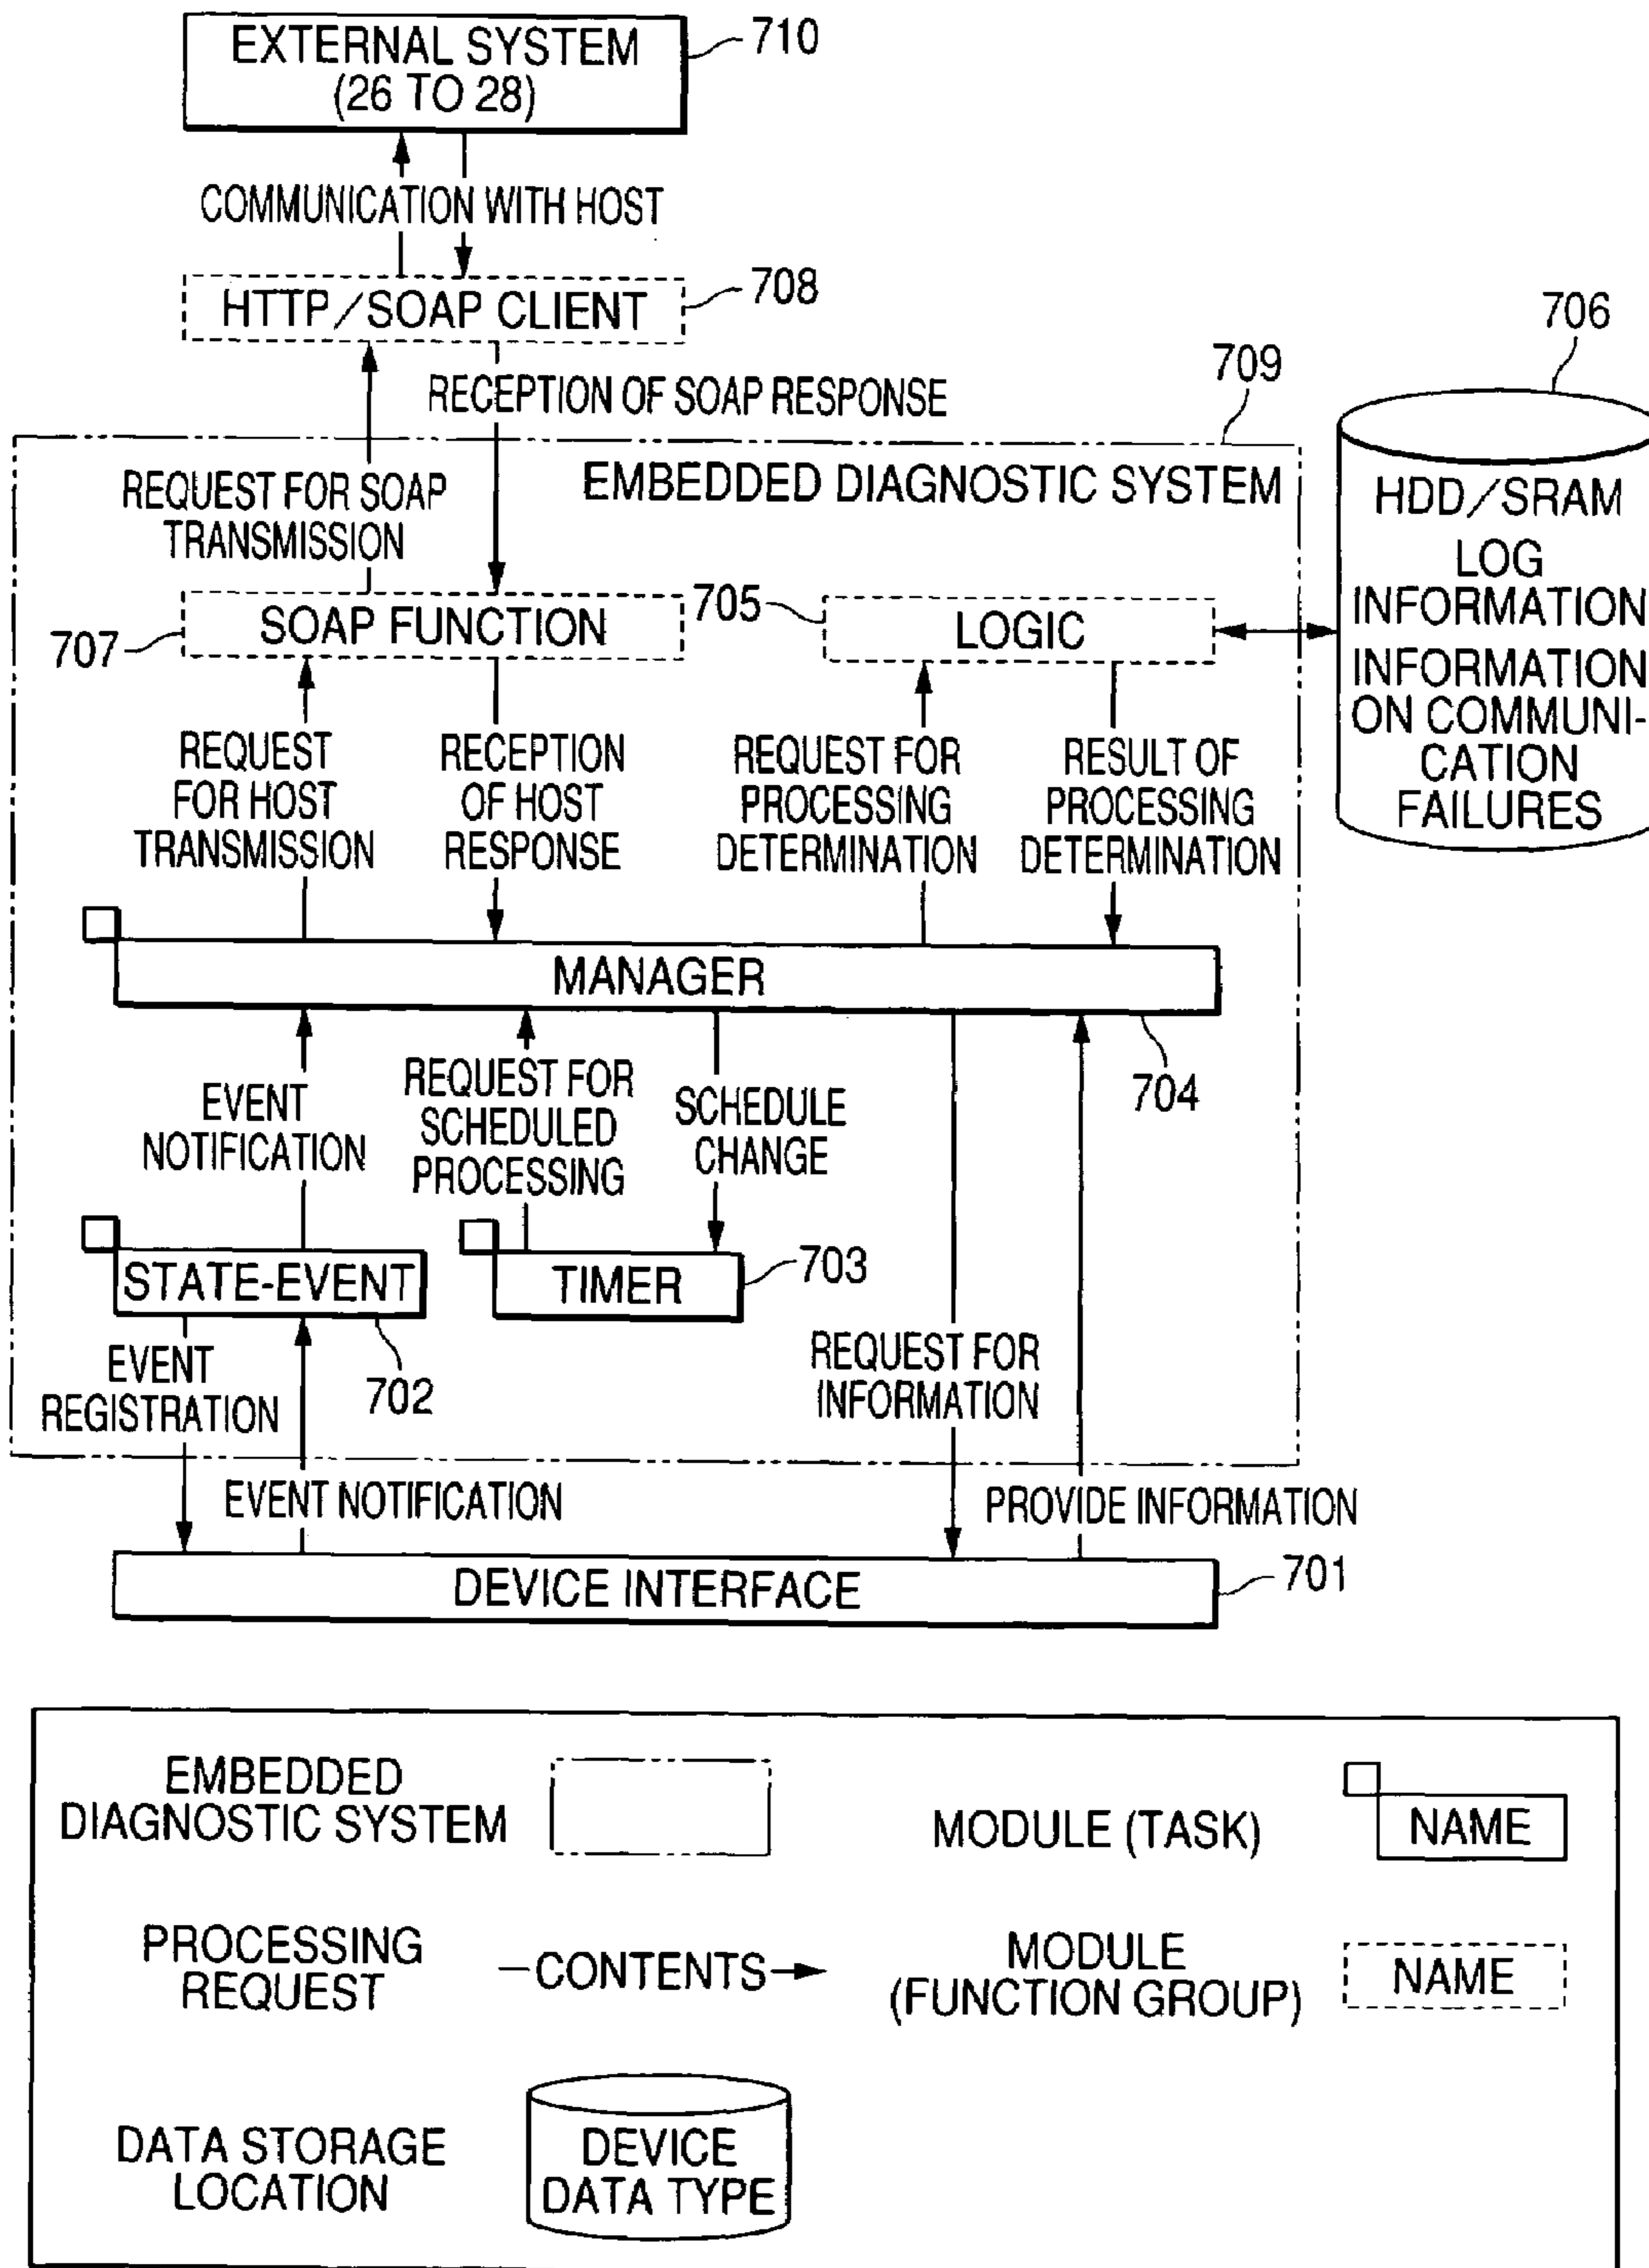 EXTERNAL SYSTEM
(26 TO 28)
710
COMMUNICATION WITH HOST
HTTP/SOAP CLIENT
708
706
RECEPTION OF SOAP RESPONSE
709
REQUEST FOR SOAP
TRANSMISSION
EMBEDDED DIAGNOSTIC SYSTEM
HDD/SRAM
LOG
INFORMATION
INFORMATION
ON COMMUNI-
CATION
FAILURES
707
SOAP FUNCTION
705
LOGIC
REQUEST
FOR HOST
TRANSMISSION
RECEPTION
OF HOST
RESPONSE
REQUEST FOR
PROCESSING
DETERMINATION
RESULT OF
PROCESSING
DETERMINATION
MANAGER
704
EVENT
NOTIFICATION
REQUEST FOR
SCHEDULED
PROCESSING
SCHEDULE
CHANGE
STATE-EVENT
702
TIMER
703
EVENT
REGISTRATION
REQUEST FOR
INFORMATION
EVENT NOTIFICATION
PROVIDE INFORMATION
DEVICE INTERFACE
701
EMBEDDED
DIAGNOSTIC SYSTEM
MODULE (TASK)
NAME
PROCESSING
REQUEST
CONTENTS
MODULE
(FUNCTION GROUP)
NAME
DATA STORAGE
LOCATION
DEVICE
DATA TYPE